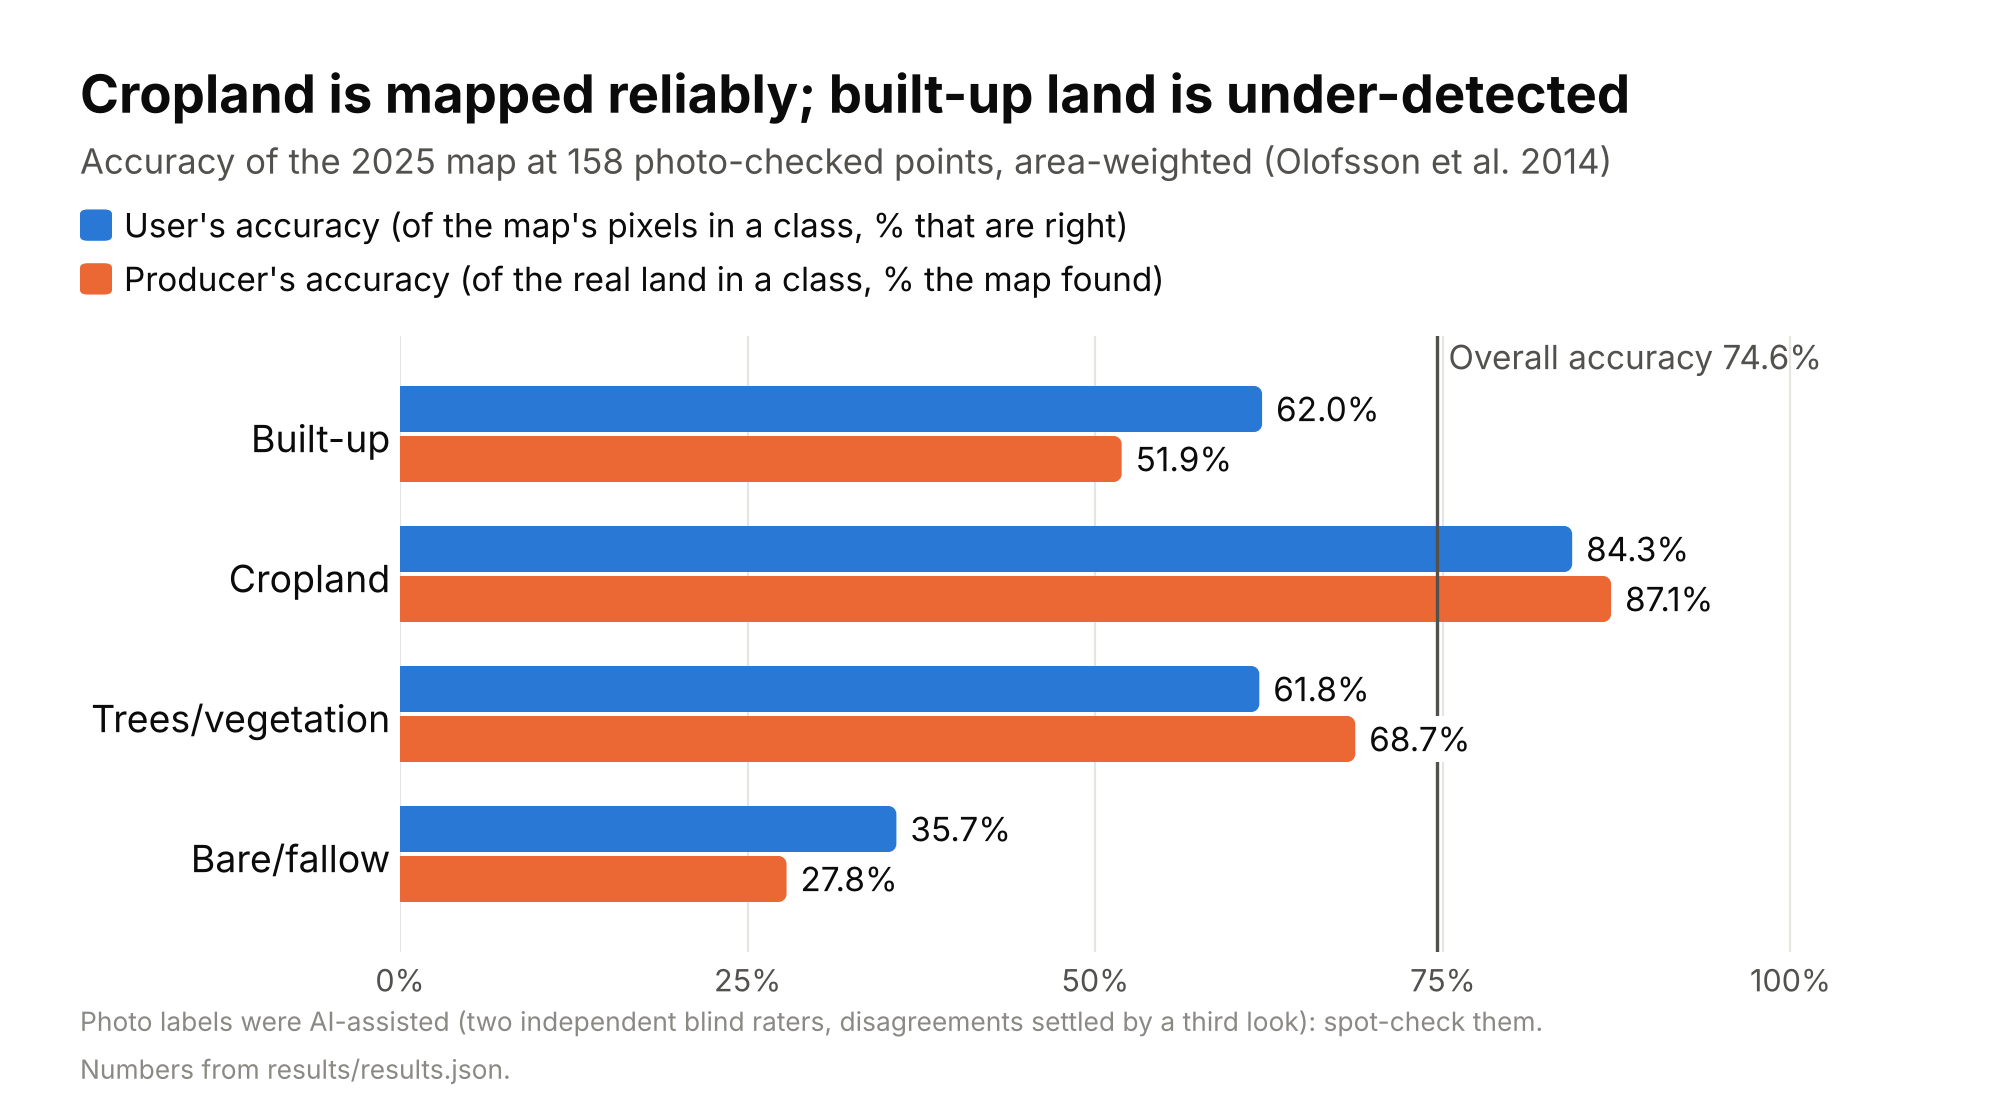 Cropland is mapped reliably; built-up land is under-detected
Accuracy of the 2025 map at 158 photo-checked points, area-weighted (Olofsson et al. 2014)
User's accuracy (of the map's pixels in a class, % that are right)
Producer's accuracy (of the real land in a class, % the map found)
Overall accuracy 74.6%
Built-up
62.0%
51.9%
Cropland
84.3%
87.1%
Trees/vegetation
61.8%
68.7%
Bare/fallow
35.7%
27.8%
0% 25% 50% 75% 100%
Photo labels were AI-assisted (two independent blind raters, disagreements settled by a third look): spot-check them.
Numbers from results/results.json.